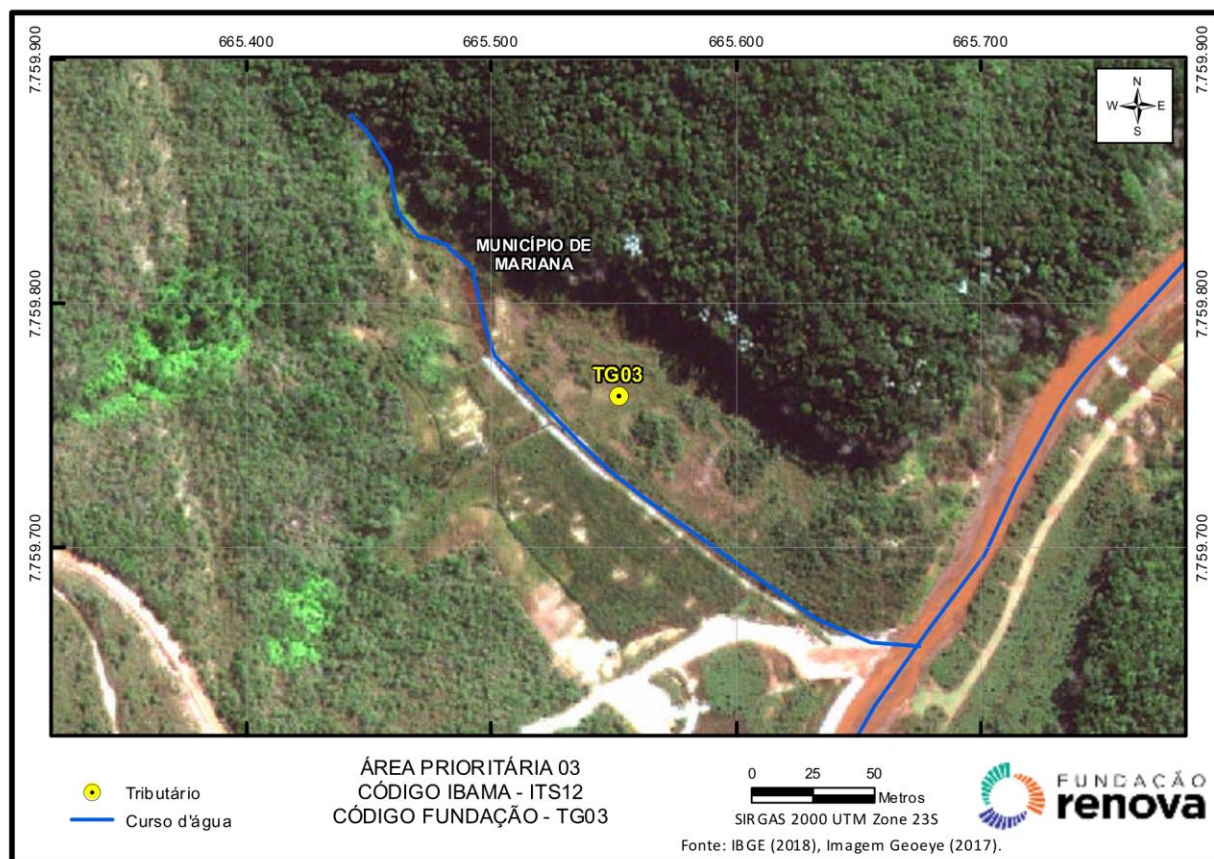 665.400 665.500 665.600 665.700
7.759.900 7.759.900
N
W E
S
MUNICÍPIO DE
MARIANA
7.759.800 7.759.800
TG03
7.759.700 7.759.700
Tributário
Curso d'água
ÁREA PRIORITÁRIA 03
CÓDIGO IBAMA - ITS12
CÓDIGO FUNDAÇÃO - TG03
0 25 50
Metros
SIRGAS 2000 UTM Zone 23S
Fonte: IBGE (2018), Imagem Geoeye (2017).
FUNDAÇÃO
renova